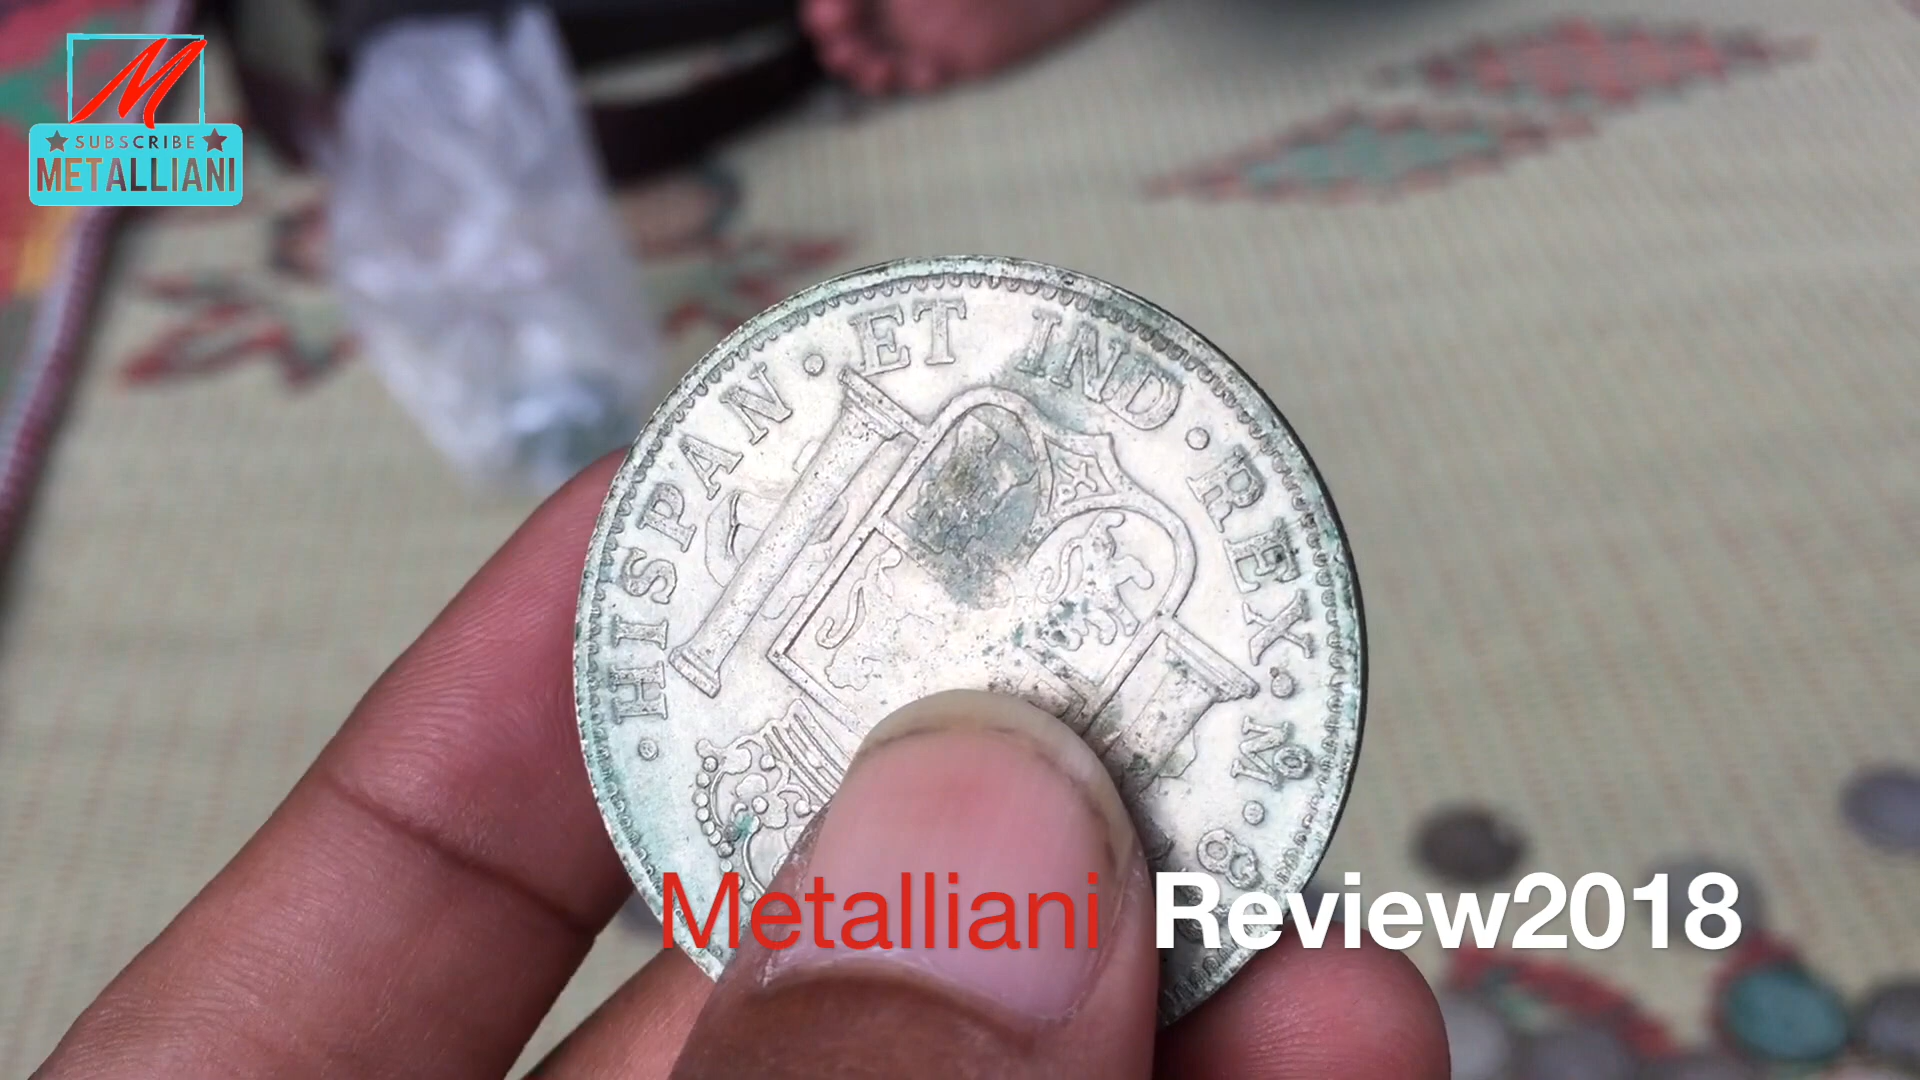 M
SUBSCRIBE
METALLIANI
· HISPAN · ET IND · REX · Mo · 8
Metalliani Review2018